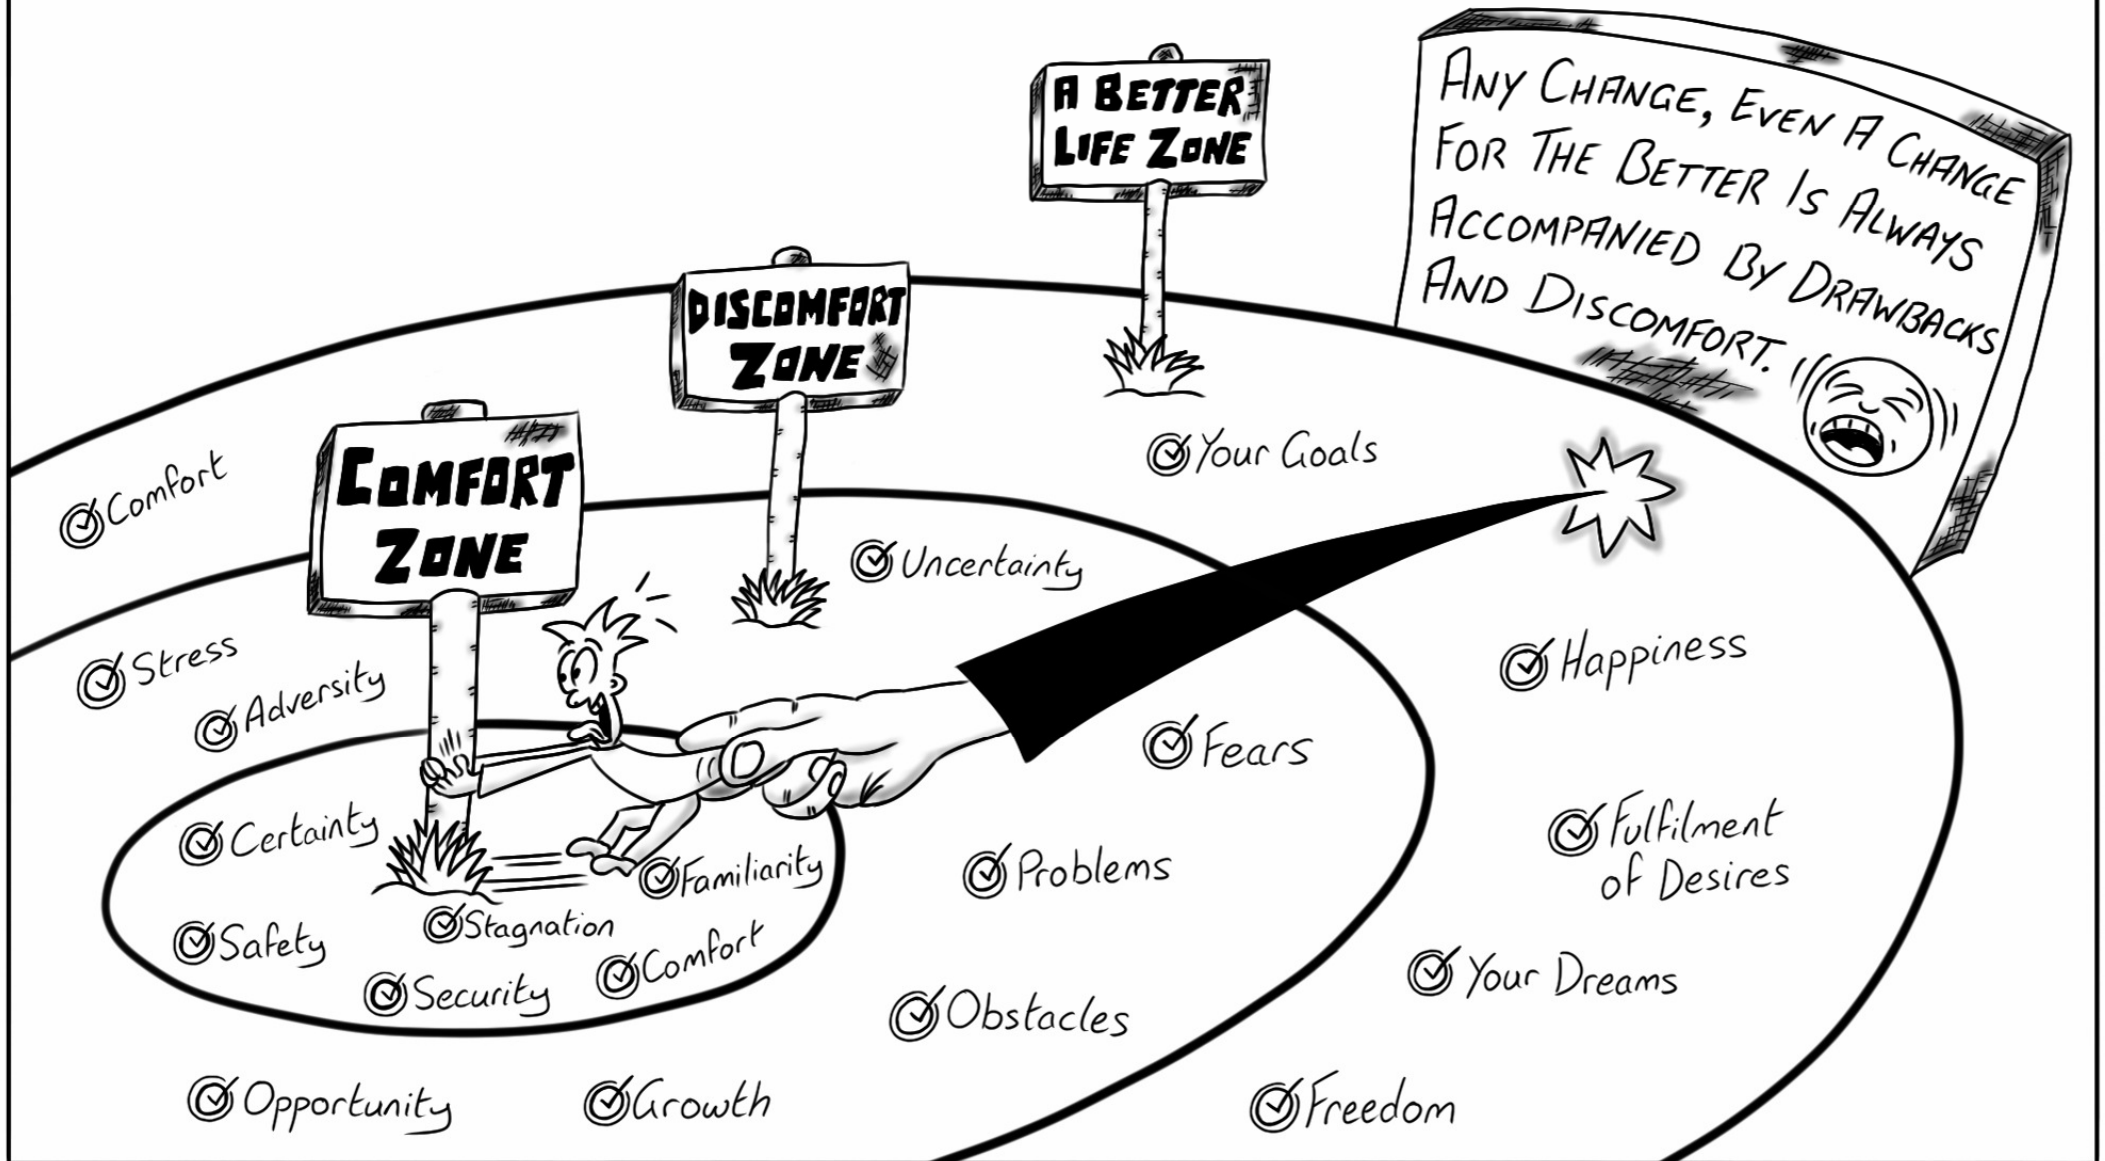 A BETTER
LIFE ZONE
ANY CHANGE, EVEN A CHANGE
FOR THE BETTER IS ALWAYS
ACCOMPANIED BY DRAWBACKS
AND DISCOMFORT.
DISCOMFORT
ZONE
COMFORT
ZONE
Comfort
Your Goals
Uncertainty
Stress
Adversity
Happiness
Fears
Certainty
Familiarity
Problems
Fulfilment
of Desires
Safety
Stagnation
Comfort
Security
Your Dreams
Obstacles
Opportunity
Growth
Freedom